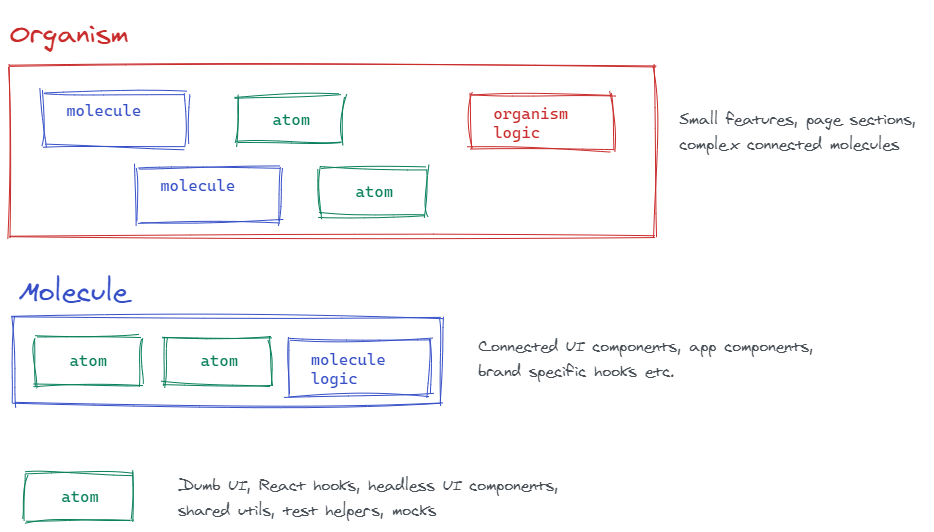 Organism
molecule
atom
organism
logic
molecule
atom
Small features, page sections,
complex connected molecules
Molecule
atom
atom
molecule
logic
Connected UI components, app components,
brand specific hooks etc.
atom
Dumb UI, React hooks, headless UI components,
shared utils, test helpers, mocks